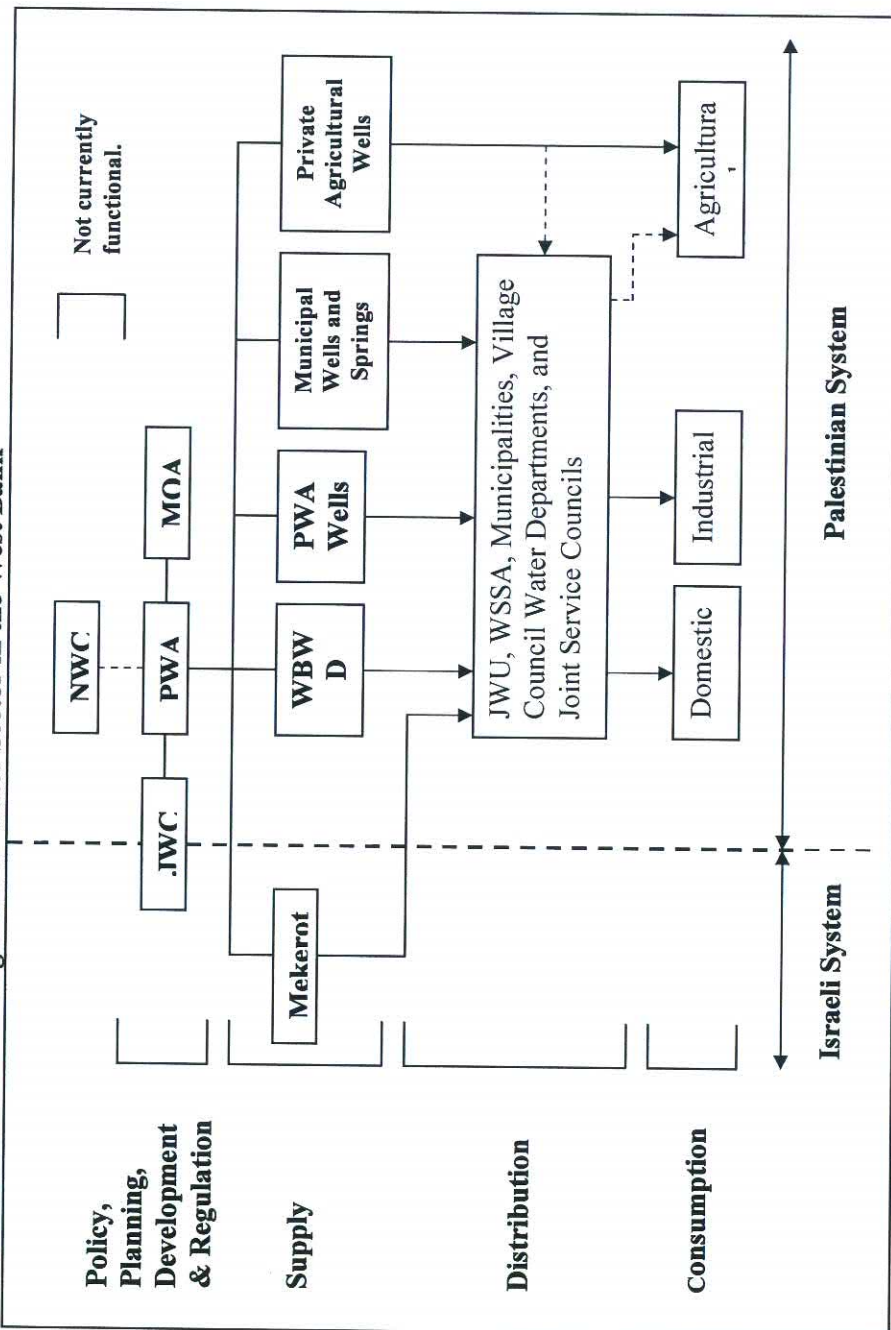 NWC
Not currently
functional.
Policy,
Planning,
Development
& Regulation
JWC
PWA
MOA
Supply
Mekerot
WBW
D
PWA
Wells
Municipal
Wells and
Springs
Private
Agricultural
Wells
Distribution
JWU, WSSA, Municipalities, Village
Council Water Departments, and
Joint Service Councils
Consumption
Domestic
Industrial
Agricultura
Israeli System
Palestinian System